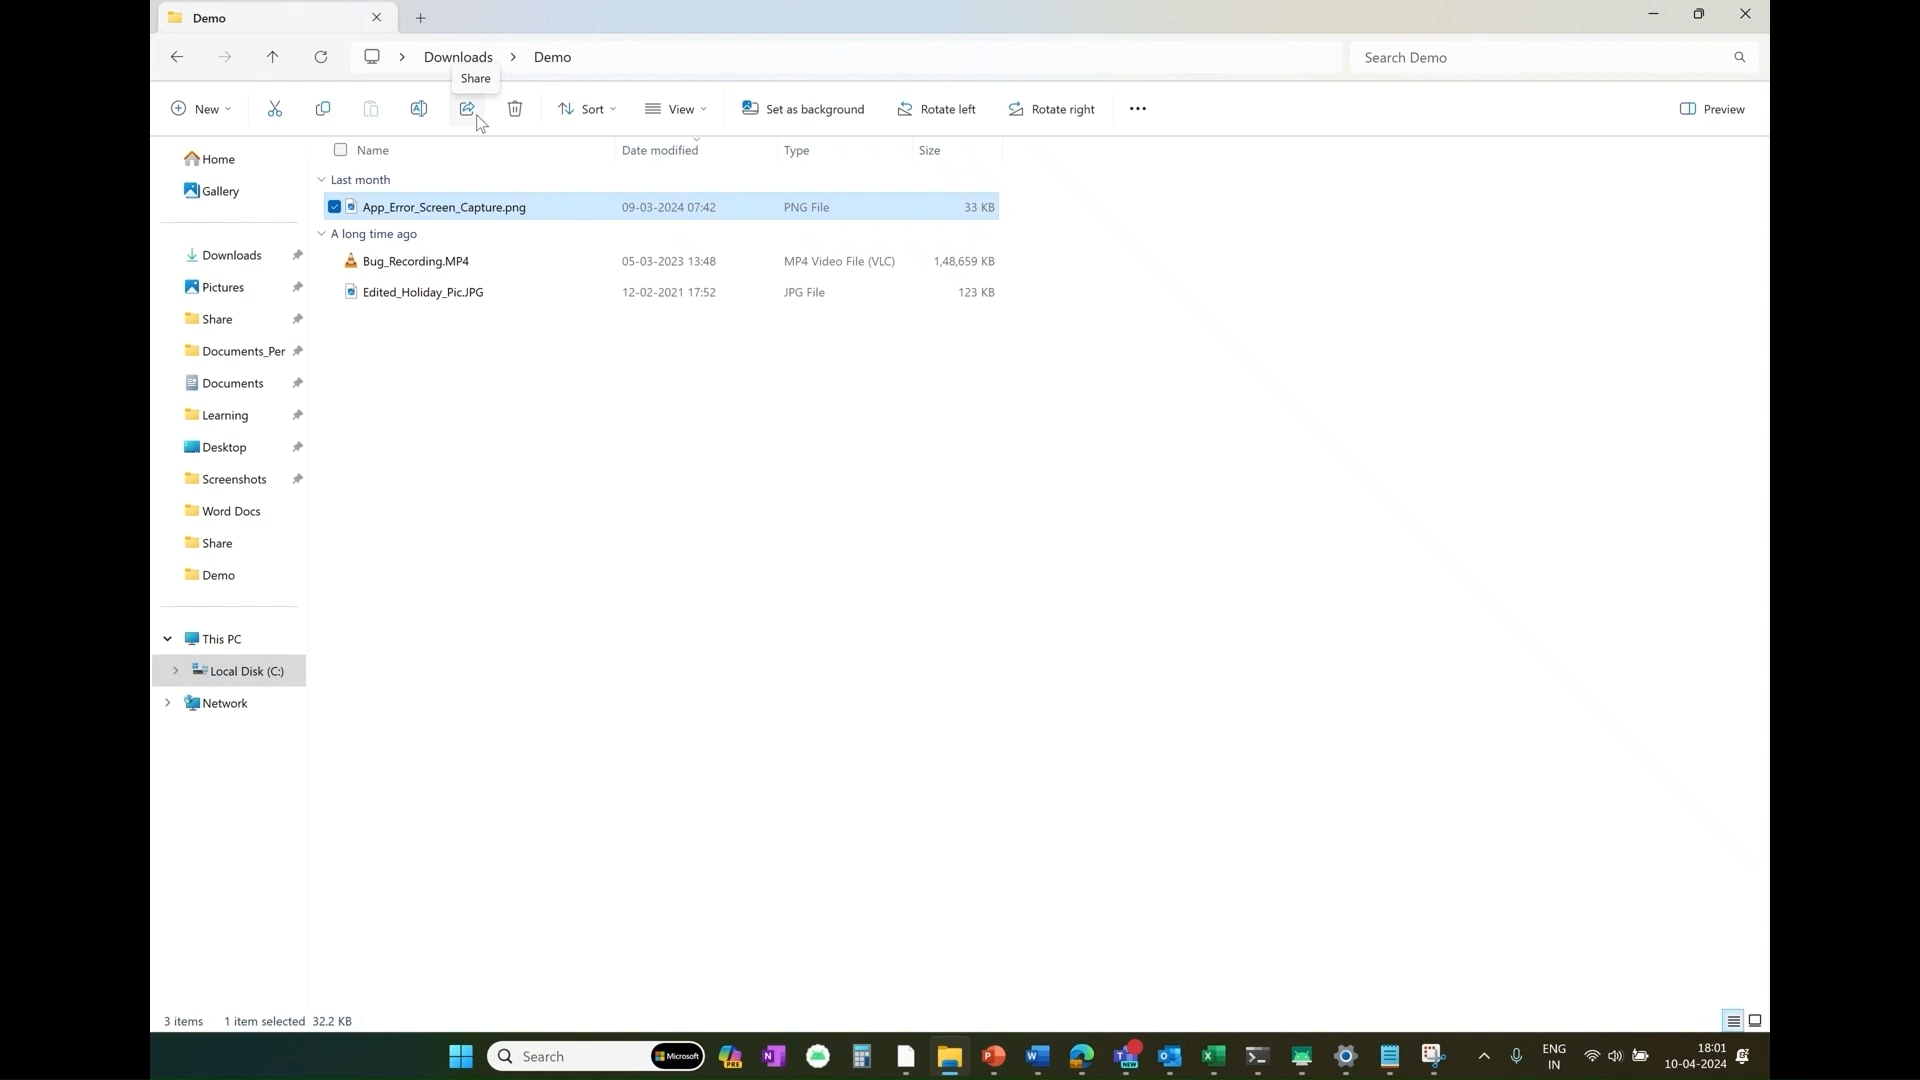 Demo
Downloads > Demo
Search Demo
Share
New
Sort
View
Set as background
Rotate left
Rotate right
Preview
Name Date modified Type Size
Home
Gallery
Downloads
Pictures
Share
Documents_Per
Documents
Learning
Desktop
Screenshots
Word Docs
Share
Demo
This PC
Local Disk (C:)
Network
Last month
App_Error_Screen_Capture.png 09-03-2024 07:42 PNG File 33 KB
A long time ago
Bug_Recording.MP4 05-03-2023 13:48 MP4 Video File (VLC) 1,48,659 KB
Edited_Holiday_Pic.JPG 12-02-2021 17:52 JPG File 123 KB
3 items 1 item selected 32.2 KB
Search
Microsoft
PRE
N
P
W
T
NEW
X
ENG
IN
18:01
10-04-2024